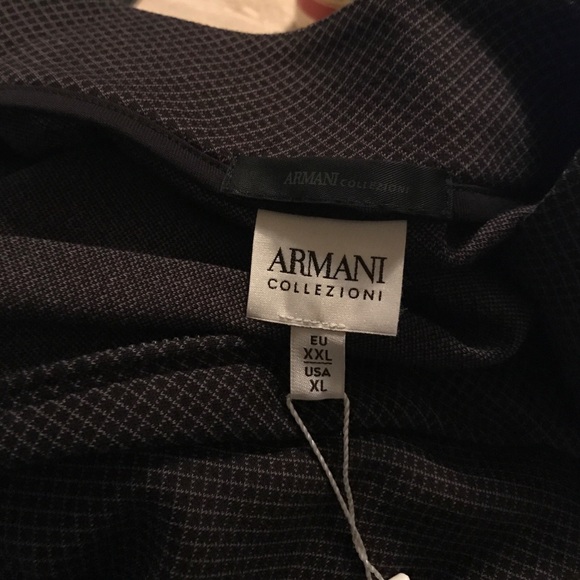 ARMANI COLLEZIONI
ARMANI
COLLEZIONI
EU
XXL
USA
XL